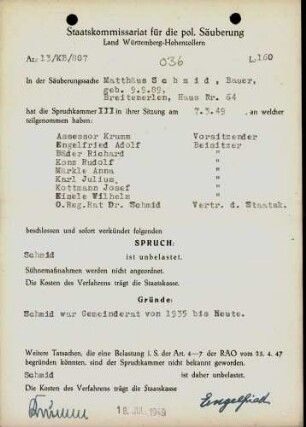 Staatskommissariat für die pol. Säuberung
Land Württemberg-Hohenzollern
Az: 13/KB/807
036
L.160
In der Säuberungssache Matthäus Schmid, Bauer,
geb. 9.9.89.
Breitenerlen, Haus Nr. 64
hat die Spruchkammer III in ihrer Sitzung am 7.3.49 . an welcher
teilgenommen haben:
Assessor Krumm Vorsitzender
Engelfried Adolf Beisitzer
Bäder Richard "
Kons Rudolf "
Märkle Anna "
Karl Julius, "
Kottmann Josef "
Eisele Wilhelm "
O.Reg.Rat Dr. Schmid Vertr. d. Staatsk.
beschlossen und sofort verkündet folgenden
SPRUCH:
Schmid ist unbelastet.
Sühnemaßnahmen werden nicht angeordnet.
Die Kosten des Verfahrens trägt die Staatskasse.
Gründe:
Schmid war Gemeinderat von 1935 bis Heute.
Weitere Tatsachen, die eine Belastung i. S. der Art. 4—7 der RAO vom 25. 4. 47
begründen könnten, sind der Spruchkammer nicht bekannt geworden.
Schmid ist daher unbelastet.
Die Kosten des Verfahrens trägt die Staatskasse
Krumm 18. JUL. 1949 Engelfried